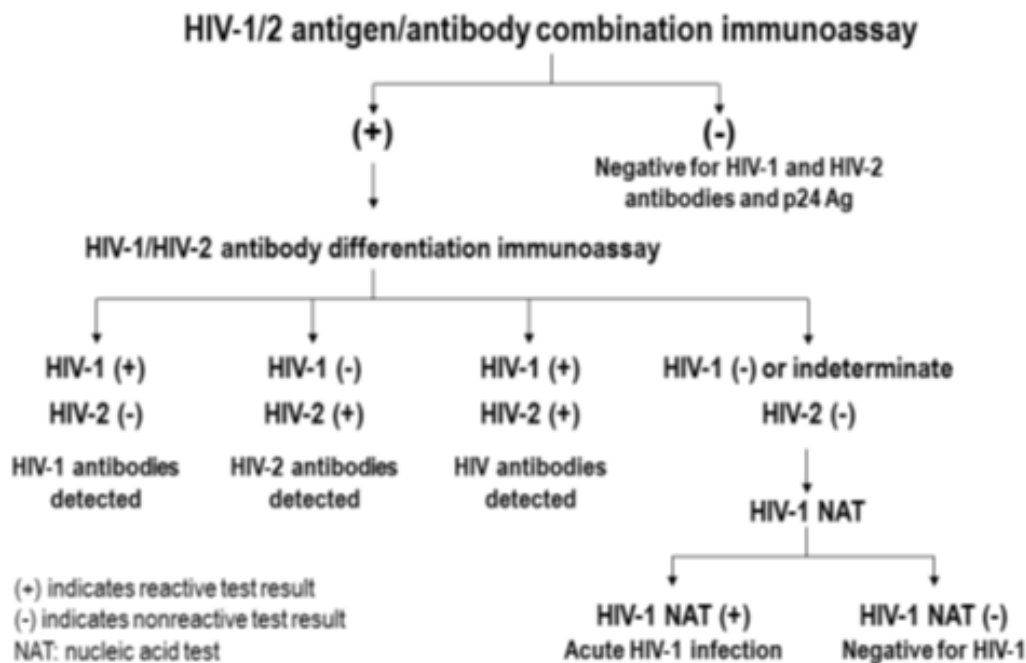 HIV-1/2 antigen/antibody combination immunoassay
(+)
(-)
Negative for HIV-1 and HIV-2
antibodies and p24 Ag
HIV-1/HIV-2 antibody differentiation immunoassay
HIV-1 (+)
HIV-2 (-)
HIV-1 antibodies
detected
HIV-1 (-)
HIV-2 (+)
HIV-2 antibodies
detected
HIV-1 (+)
HIV-2 (+)
HIV antibodies
detected
HIV-1 (-) or indeterminate
HIV-2 (-)
HIV-1 NAT
HIV-1 NAT (+)
Acute HIV-1 infection
HIV-1 NAT (-)
Negative for HIV-1
(+) indicates reactive test result
(-) indicates nonreactive test result
NAT: nucleic acid test